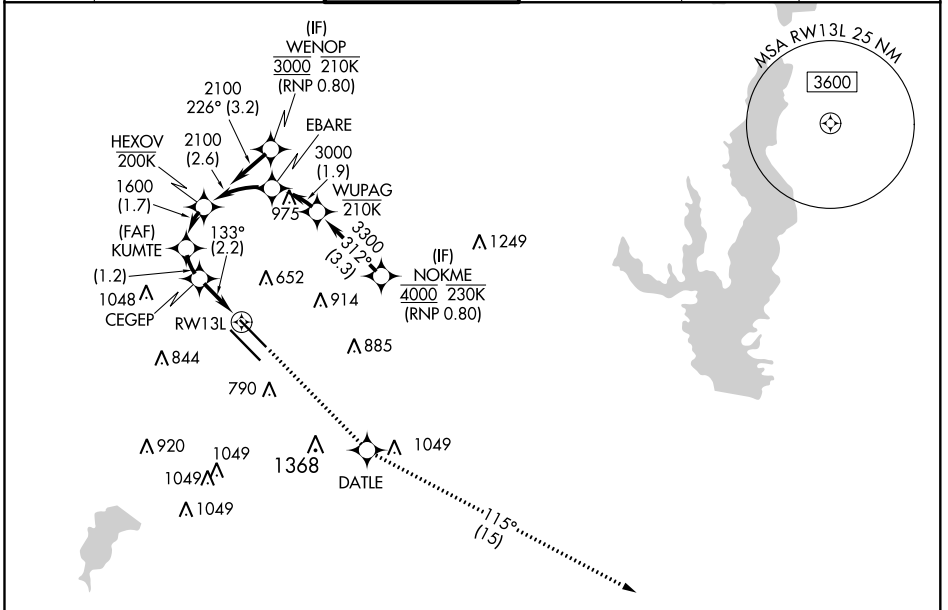 (IF)
WENOP
3000 210K
(RNP 0.80)
MSA RW13L 25 NM
3600
2100
226° (3.2)
EBARE
HEXOV
200K
2100
(2.6)
3000
(1.9)
WUPAG
210K
1600
(1.7)
975
(FAF)
KUMTE
133°
(2.2)
3300
312°
(3.3)
1249
(IF)
NOKME
4000 230K
(RNP 0.80)
(1.2)
652
1048
914
CEGEP
RW13L
885
844
790
920
1049
1049
1368
1049
DATLE
1049
115°
(15)